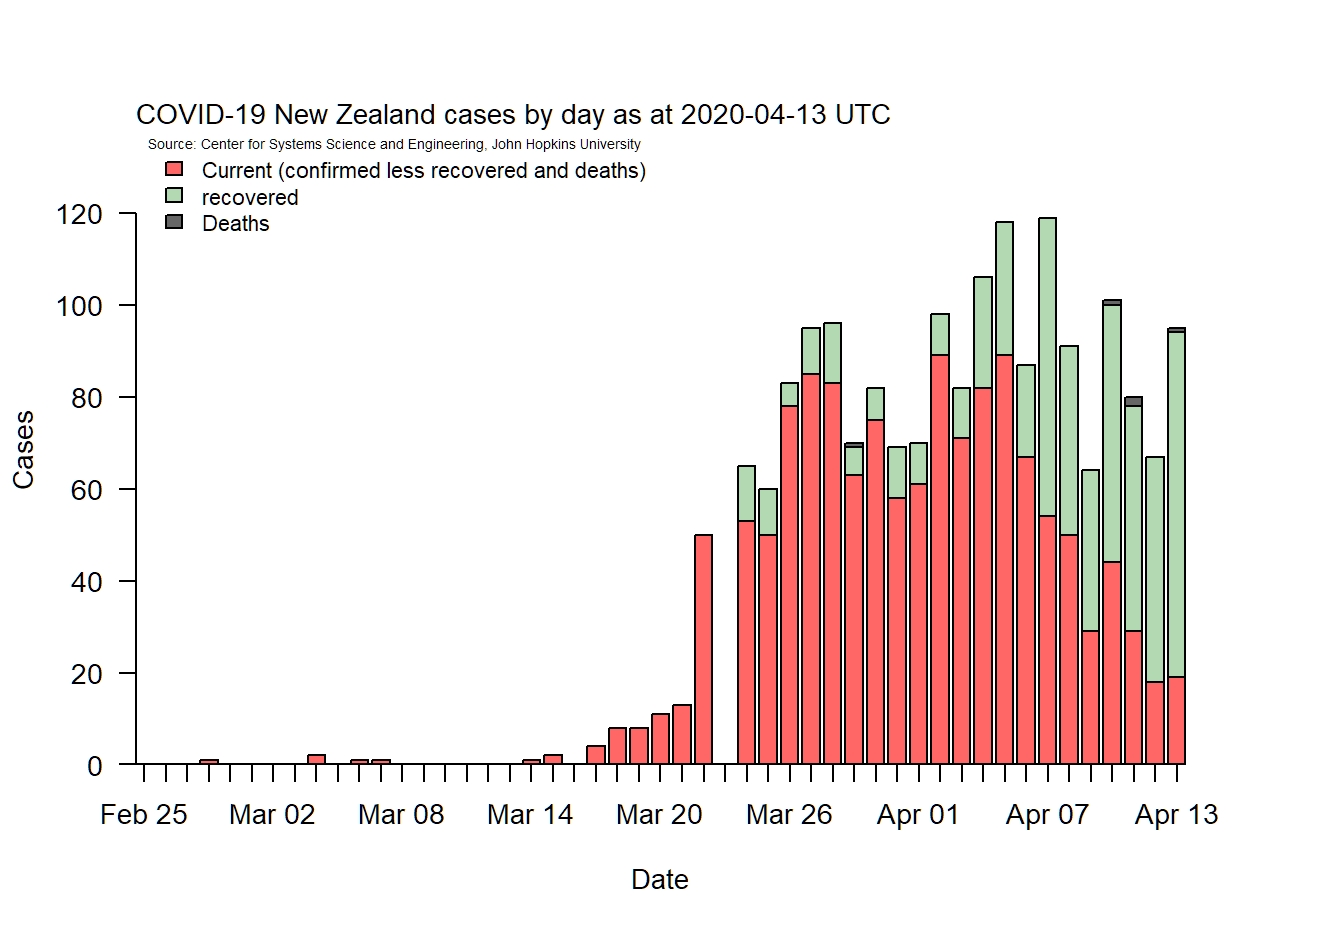 COVID-19 New Zealand cases by day as at 2020-04-13 UTC
Source: Center for Systems Science and Engineering, John Hopkins University
Current (confirmed less recovered and deaths)
recovered
Deaths
120
100
80
60
40
20
0
Cases
Feb 25 Mar 02 Mar 08 Mar 14 Mar 20 Mar 26 Apr 01 Apr 07 Apr 13
Date